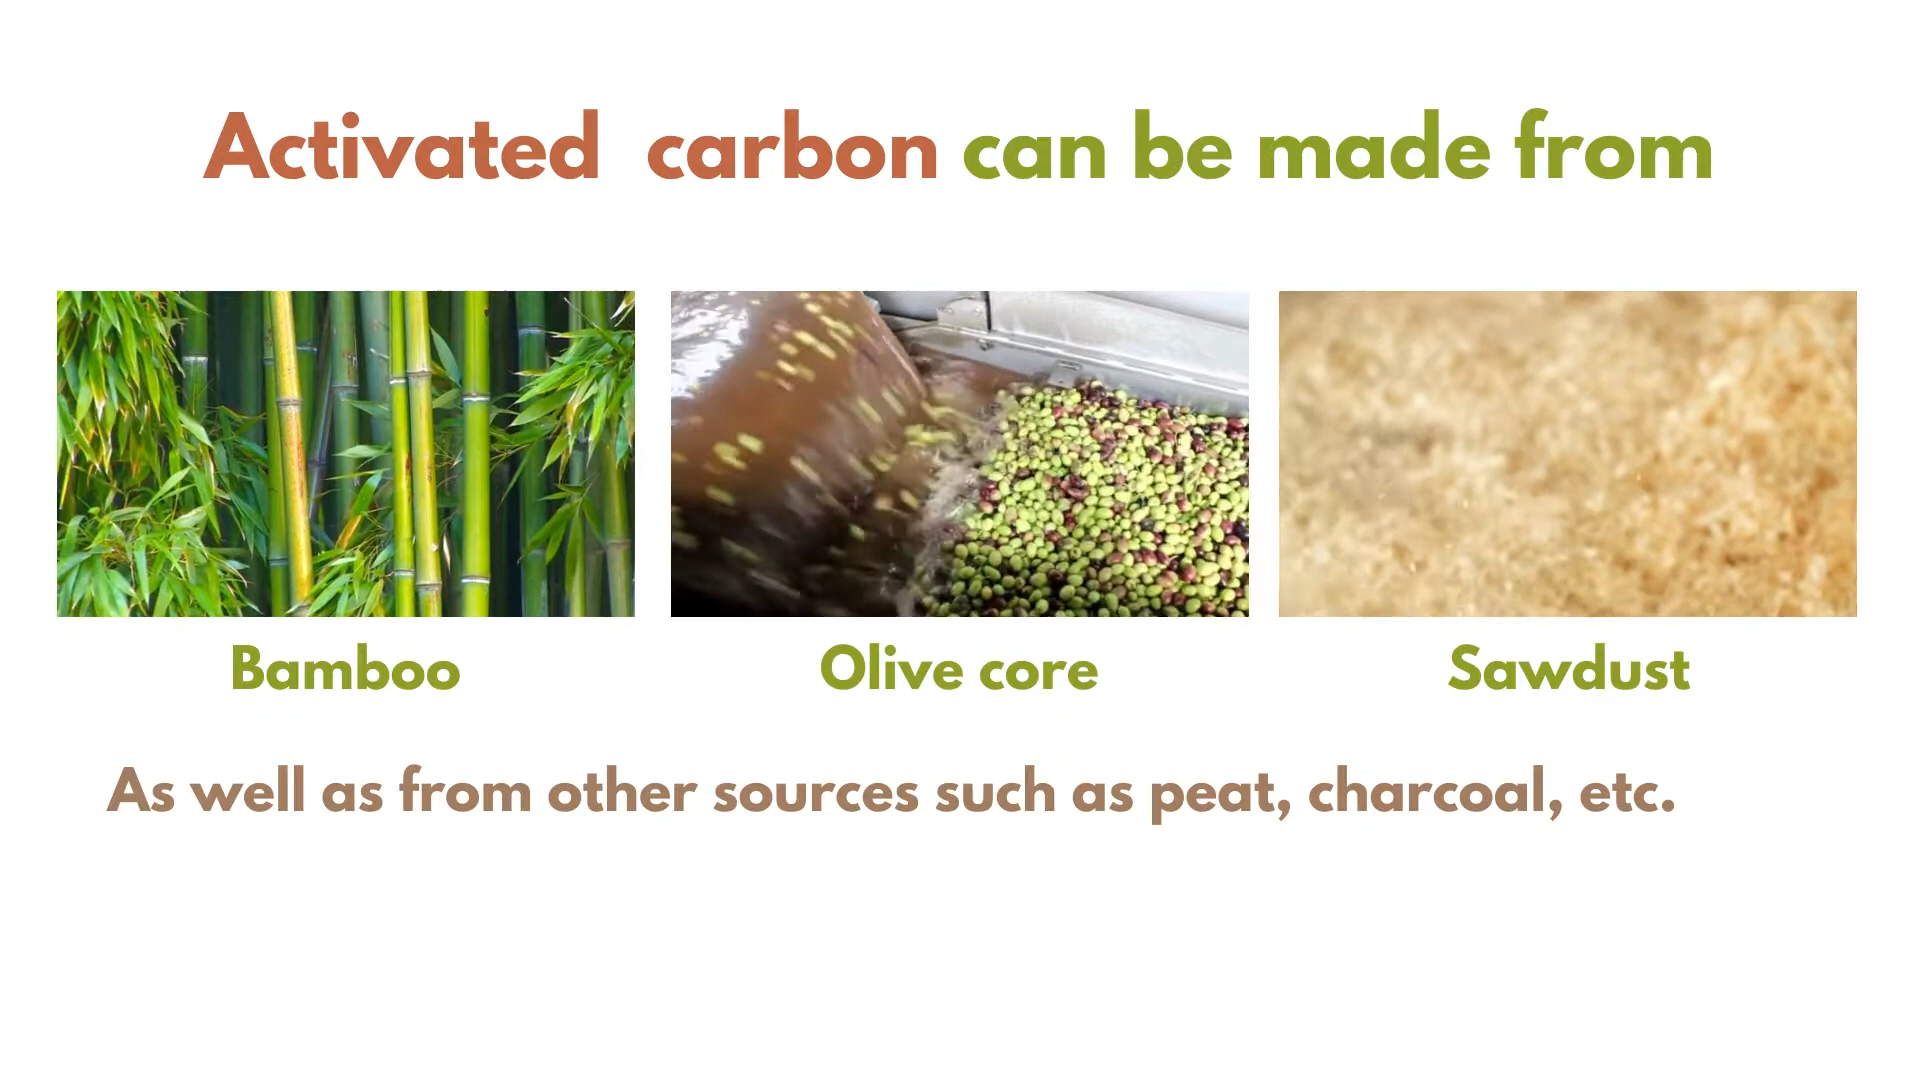 Activated  carbon can be made from
Bamboo
Olive core
Sawdust
As well as from other sources such as peat, charcoal, etc.